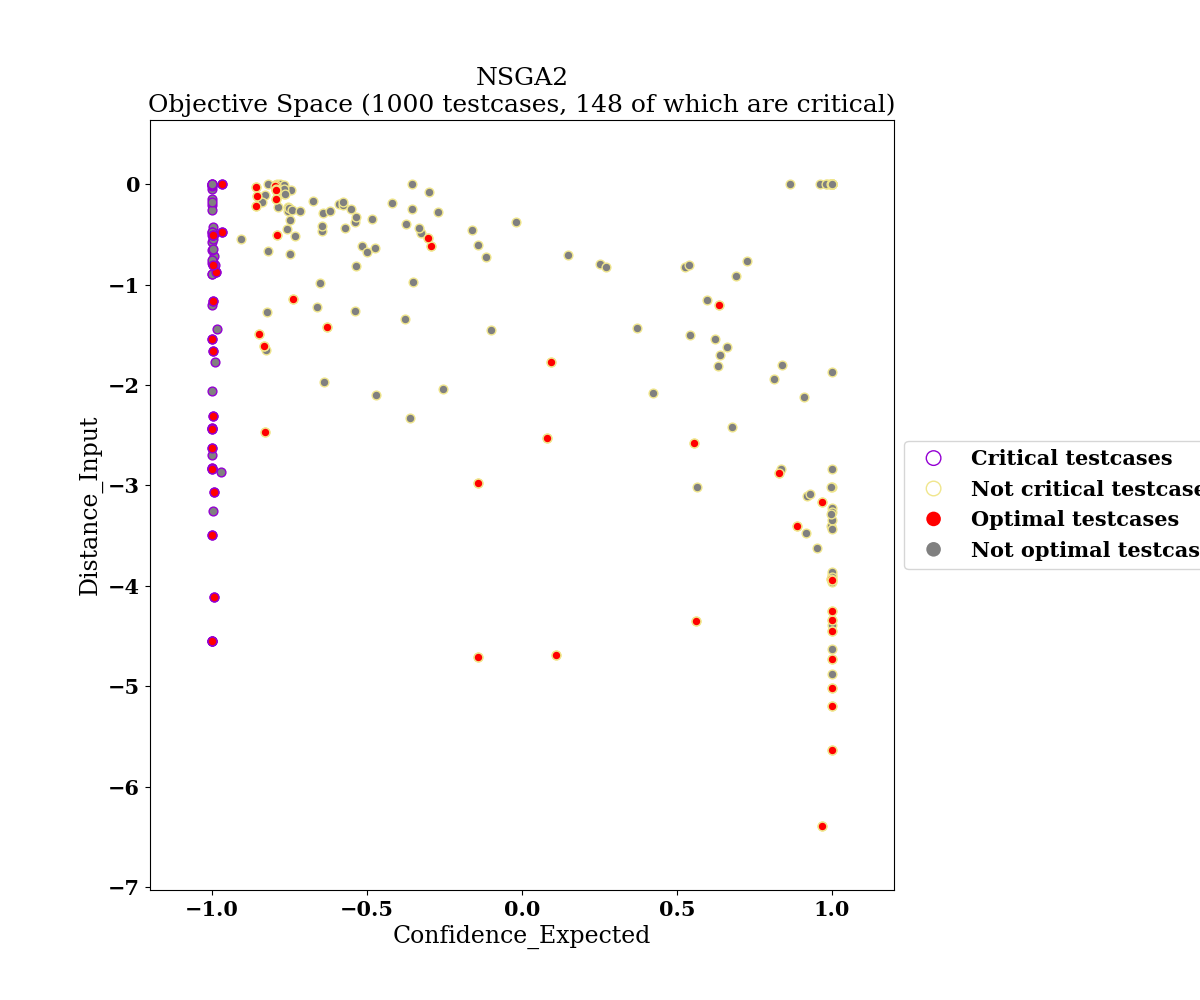 NSGA2
Objective Space (1000 testcases, 148 of which are critical)
0
−1
−2
−3
−4
−5
−6
−7
Distance_Input
−1.0
−0.5
0.0
0.5
1.0
Confidence_Expected
Critical testcases
Not critical testcase
Optimal testcases
Not optimal testcas